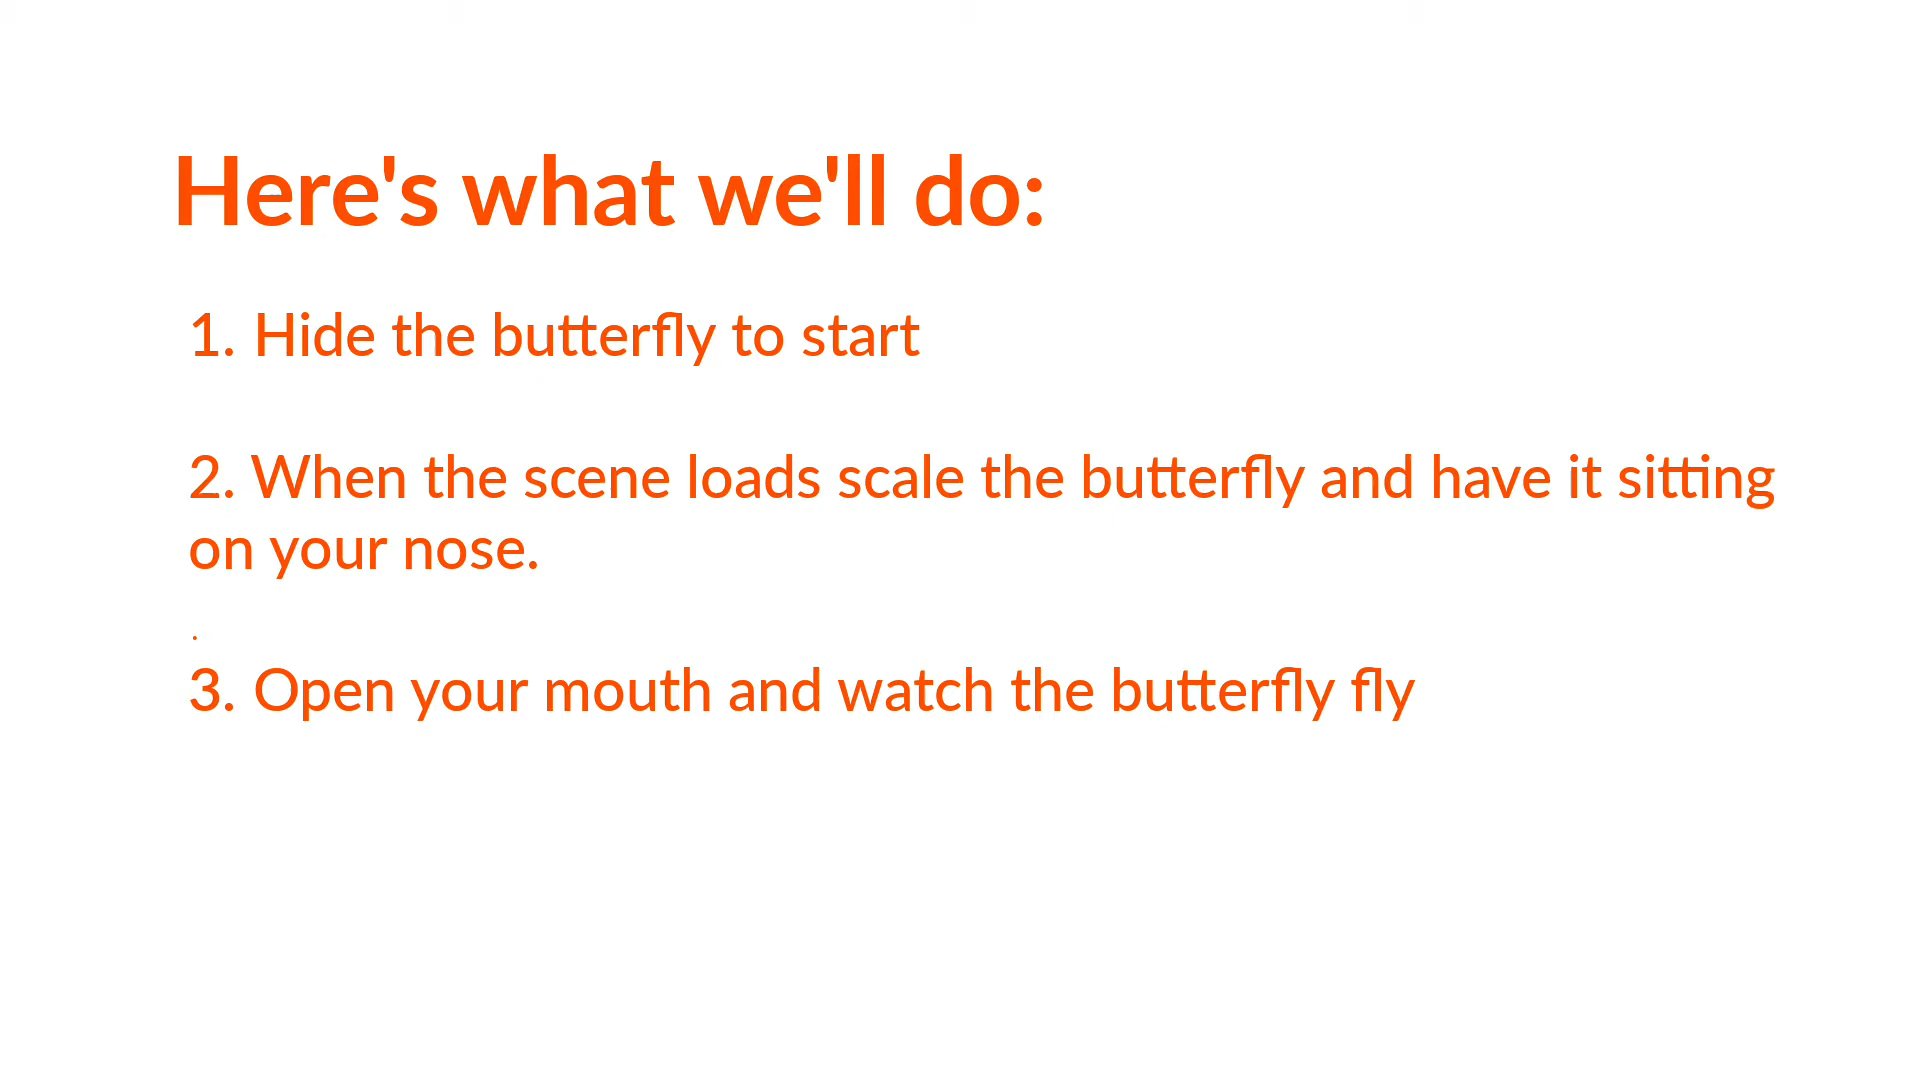 Here's what we'll do:
1. Hide the butterfly to start
2. When the scene loads scale the butterfly and have it sitting
on your nose.
.
3. Open your mouth and watch the butterfly fly